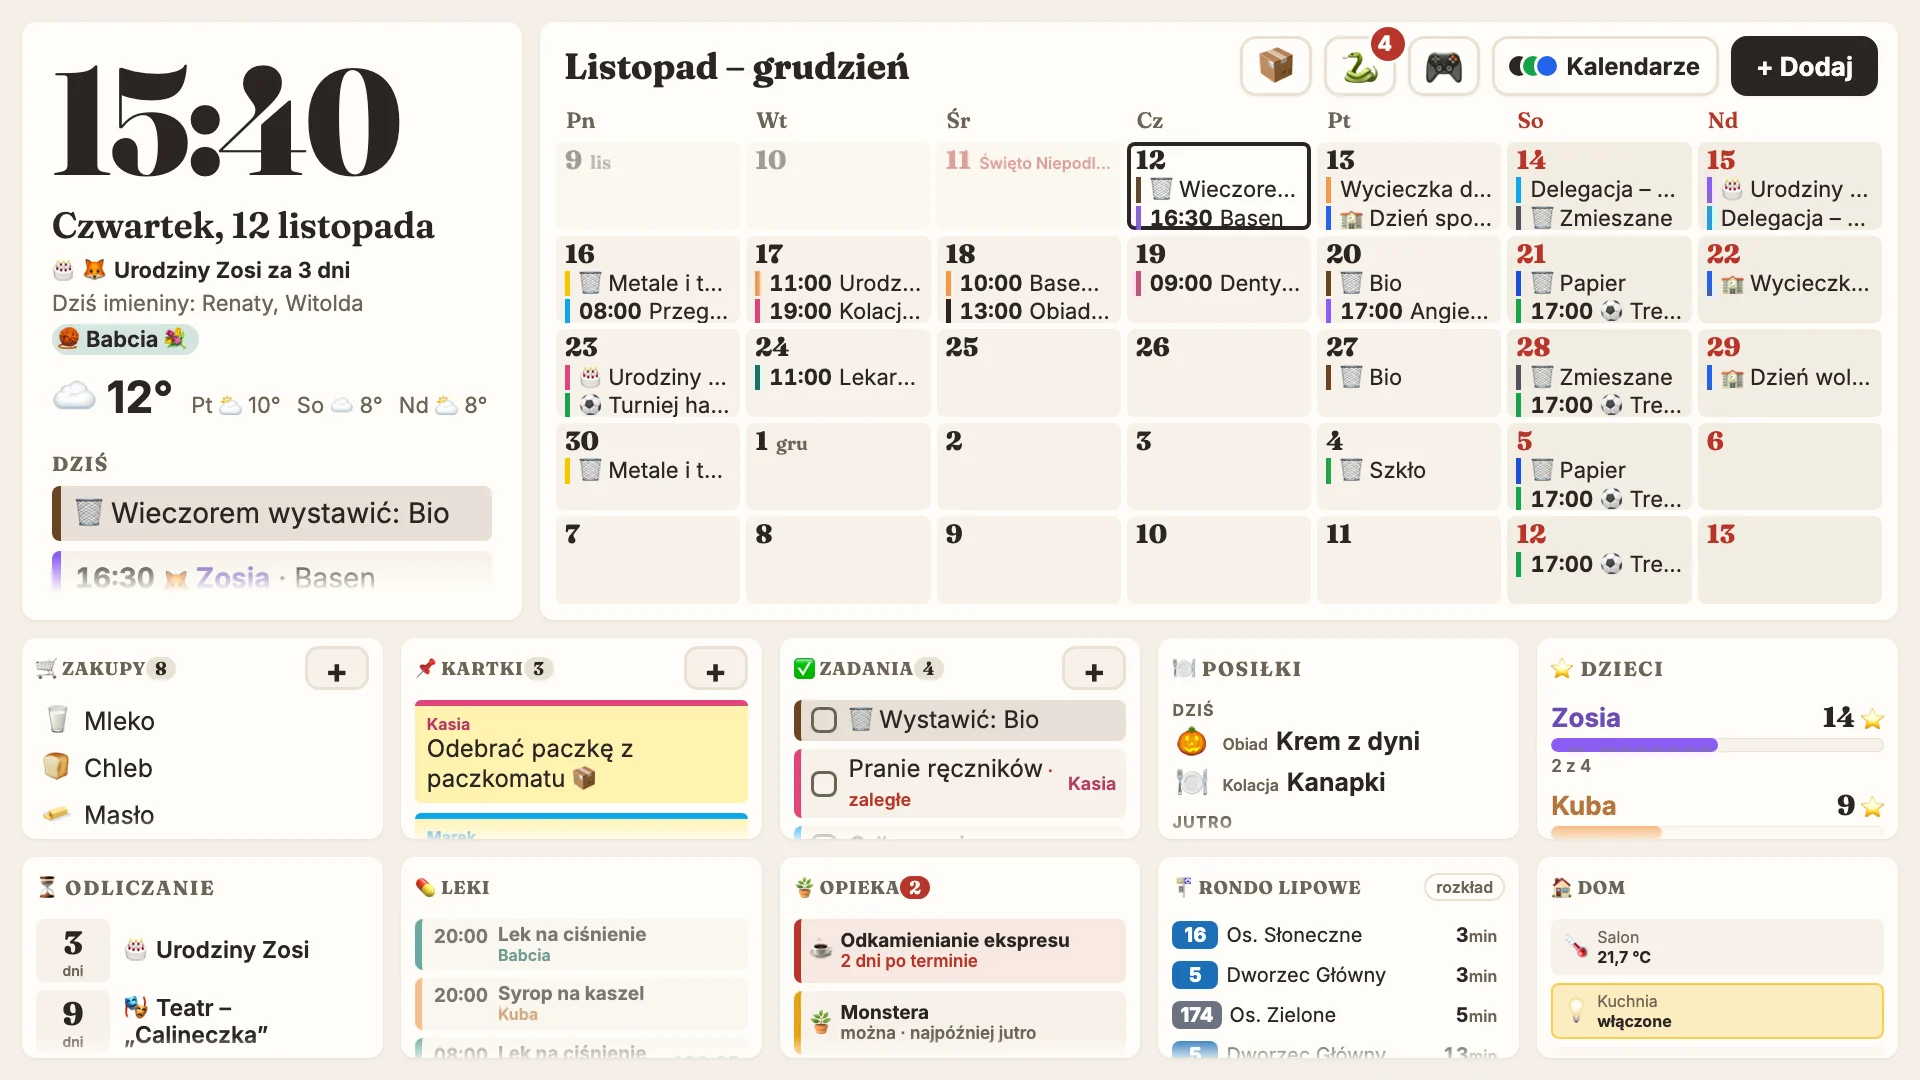 15:40
Czwartek, 12 listopada
🎂 🦊 Urodziny Zosi za 3 dni
Dziś imieniny: Renaty, Witolda
Babcia
12° Pt 10° So 8° Nd 8°
DZIŚ
Wieczorem wystawić: Bio
16:30 Zosia · Basen
Listopad – grudzień
4
Kalendarze
+ Dodaj
Pn Wt Śr Cz Pt So Nd
9 lis
10
11 Święto Niepodl...
12
Wieczore...
16:30 Basen
13
Wycieczka d...
Dzień spo...
14
Delegacja – ...
Zmieszane
15
Urodziny ...
Delegacja – ...
16
Metale i t...
08:00 Przeg...
17
11:00 Urodz...
19:00 Kolacj...
18
10:00 Base...
13:00 Obiad...
19
09:00 Denty...
20
Bio
17:00 Angie...
21
Papier
17:00 Tre...
22
Wycieczk...
23
Urodziny ...
Turniej ha...
24
11:00 Lekar...
25
26
27
Bio
28
Zmieszane
17:00 Tre...
29
Dzień wol...
30
Metale i t...
1 gru
2
3
4
Szkło
5
Papier
17:00 Tre...
6
7
8
9
10
11
12
17:00 Tre...
13
ZAKUPY 8
+
Mleko
Chleb
Masło
KARTKI 3
+
Kasia
Odebrać paczkę z
paczkomatu
Marek
ZADANIA 4
+
Wystawić: Bio
Pranie ręczników ·
zaległe
Kasia
POSIŁKI
DZIŚ
Obiad Krem z dyni
Kolacja Kanapki
JUTRO
DZIECI
Zosia 14
2 z 4
Kuba 9
ODLICZANIE
3
dni
Urodziny Zosi
9
dni
Teatr –
„Calineczka”
LEKI
20:00 Lek na ciśnienie
Babcia
20:00 Syrop na kaszel
Kuba
08:00 Lek na ciśnienie
OPIEKA 2
Odkamienianie ekspresu
2 dni po terminie
Monstera
można · najpóźniej jutro
RONDO LIPOWE
rozkład
16 Os. Słoneczne 3min
5 Dworzec Główny 3min
174 Os. Zielone 5min
5 Dworzec Główny 13min
DOM
Salon
21,7 °C
Kuchnia
włączone